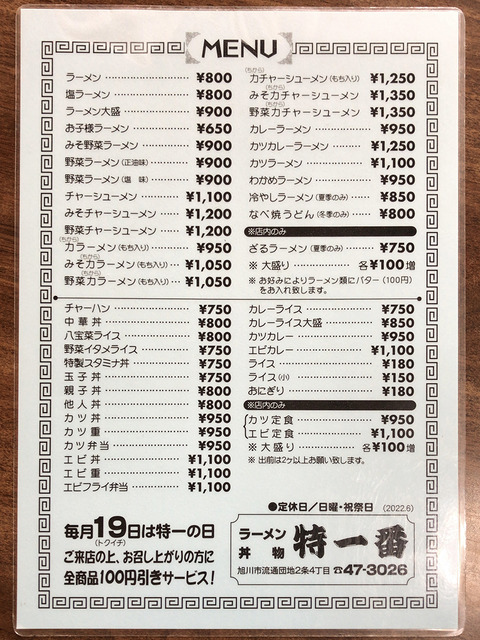 MENU
ラーメン ¥800
塩ラーメン ¥800
ラーメン大盛 ¥900
お子様ラーメン ¥650
みそ野菜ラーメン ¥900
野菜ラーメン(正油味) ¥900
野菜ラーメン(塩 味) ¥900
チャーシューメン ¥1,100
みそチャーシューメン ¥1,200
野菜チャーシューメン ¥1,200
(ちから)
力ラーメン(もち入り) ¥950
(ちから)
みそ力ラーメン(もち入り) ¥1,050
(ちから)
野菜力ラーメン(もち入り) ¥1,050
(ちから)
力チャーシューメン(もち入り) ¥1,250
(ちから)
みそ力チャーシューメン ¥1,350
(ちから)
野菜力チャーシューメン ¥1,350
カレーラーメン ¥950
カツカレーラーメン ¥1,250
カツラーメン ¥1,100
わかめラーメン ¥950
冷やしラーメン(夏季のみ) ¥850
なべ焼うどん(冬季のみ) ¥800
※店内のみ
ざるラーメン(夏季のみ) ¥750
※ 大盛り 各¥100増
※ お好みによりラーメン類にバター(100円)
をお入れ致します。
チャーハン ¥750
中華丼 ¥800
八宝菜ライス ¥800
野菜イタメライス ¥750
特製スタミナ丼 ¥750
玉子丼 ¥750
親子丼 ¥800
他人丼 ¥800
カツ丼 ¥950
カツ重 ¥950
カツ弁当 ¥950
エビ丼 ¥1,100
エビ重 ¥1,100
エビフライ弁当 ¥1,100
カレーライス ¥750
カレーライス大盛 ¥850
カツカレー ¥950
エビカレー ¥1,100
ライス ¥180
ライス(小) ¥150
おにぎり ¥180
※店内のみ
カツ定食 ¥950
エビ定食 ¥1,100
※ 大盛り 各¥100増
※ 出前は2ヶ以上お願い致します。
●定休日/日曜・祝祭日 (2022.6)
毎月19日は特一の日
(トクイチ)
ご来店の上、お召し上がりの方に
全商品100円引きサービス!
ラーメン
丼物 特一番
旭川市流通団地2条4丁目 ☎47-3026